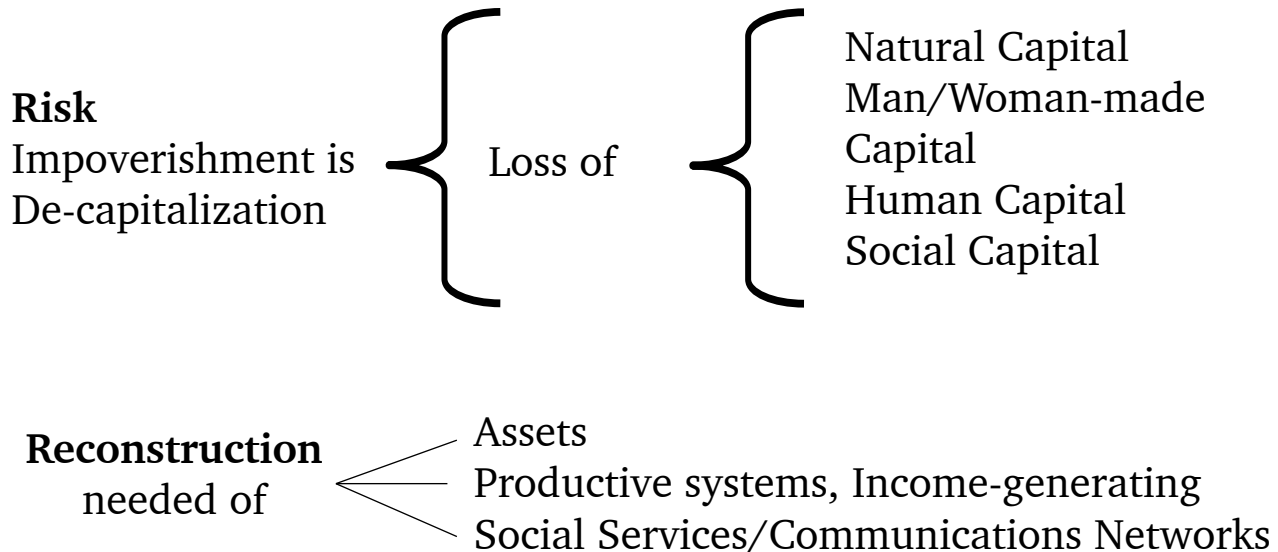 Risk
Impoverishment is
De-capitalization
Loss of
Natural Capital
Man/Woman-made
Capital
Human Capital
Social Capital
Reconstruction
needed of
Assets
Productive systems, Income-generating
Social Services/Communications Networks